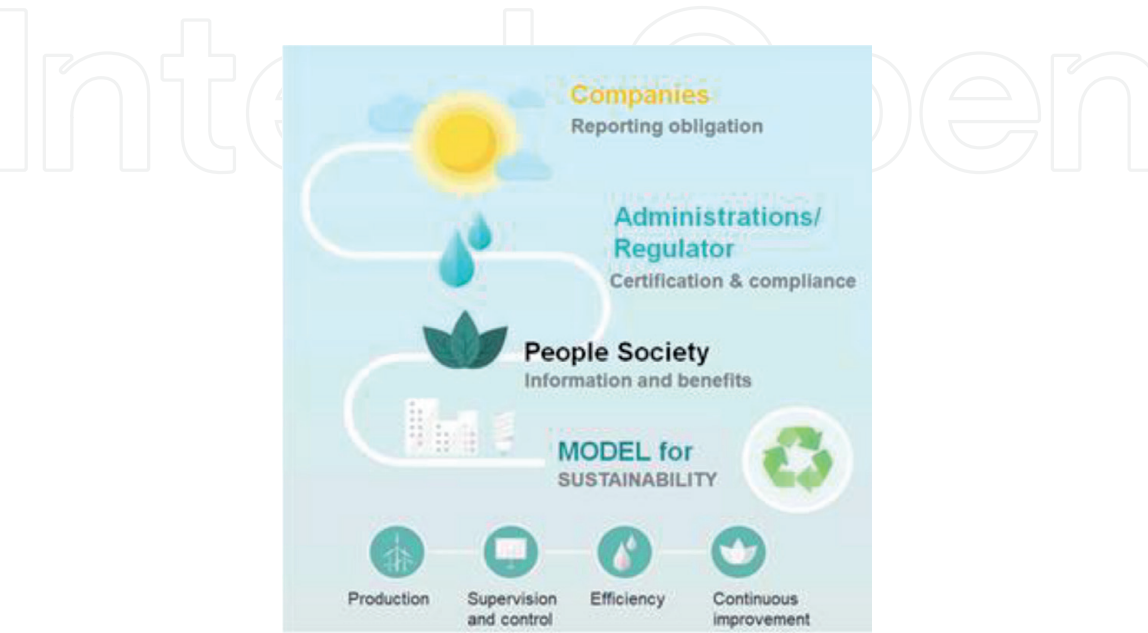 Companies
Reporting obligation
Administrations/
Regulator
Certification & compliance
People Society
Information and benefits
MODEL for
SUSTAINABILITY
Production
Supervision
and control
Efficiency
Continuous
improvement